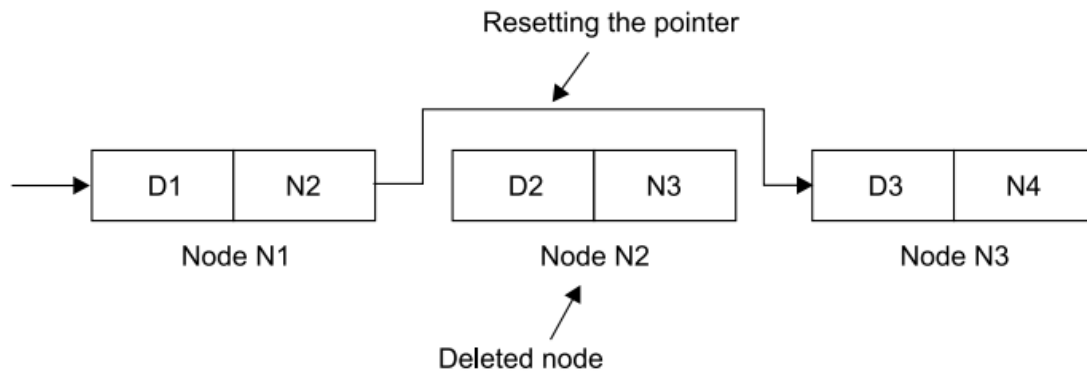 Resetting the pointer
D1 N2 D2 N3 D3 N4
Node N1 Node N2 Node N3
Deleted node